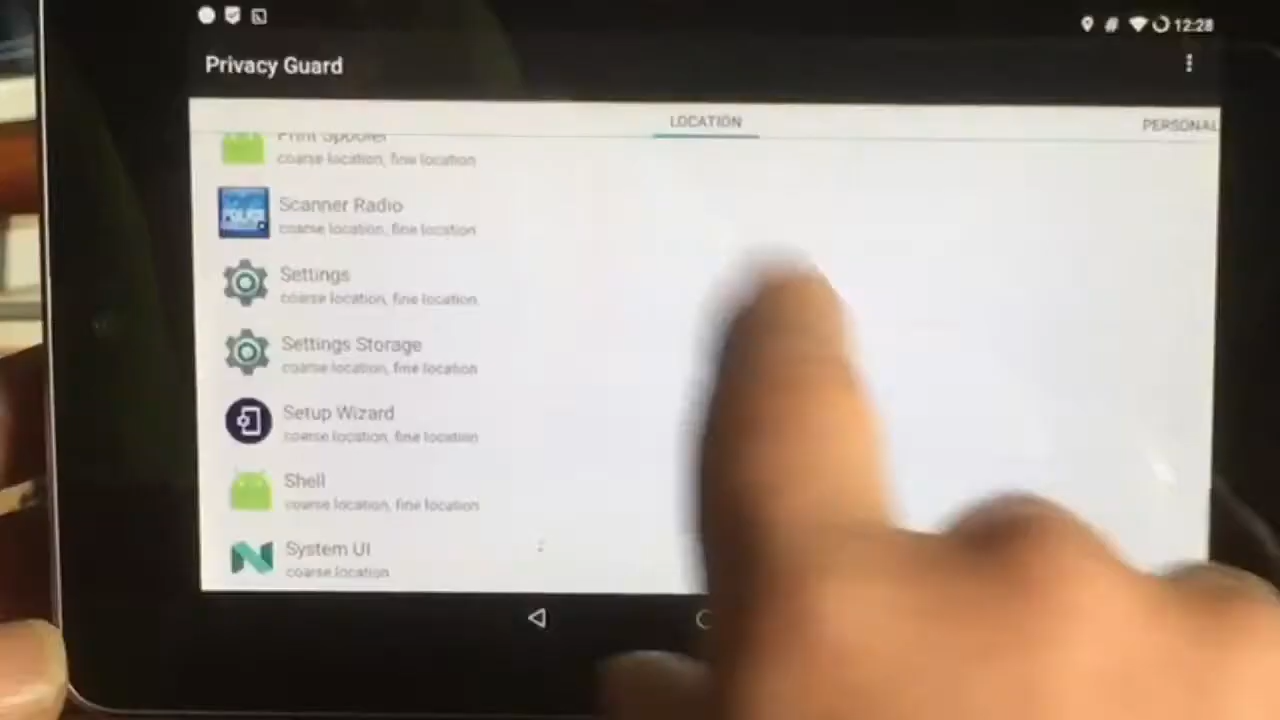 12:28
Privacy Guard
LOCATION
PERSONAL
Print Spooler
coarse location, fine location
Scanner Radio
coarse location, fine location
POLICE
Settings
coarse location, fine location
Settings Storage
coarse location, fine location
Setup Wizard
coarse location, fine location
Shell
coarse location, fine location
System UI
coarse location